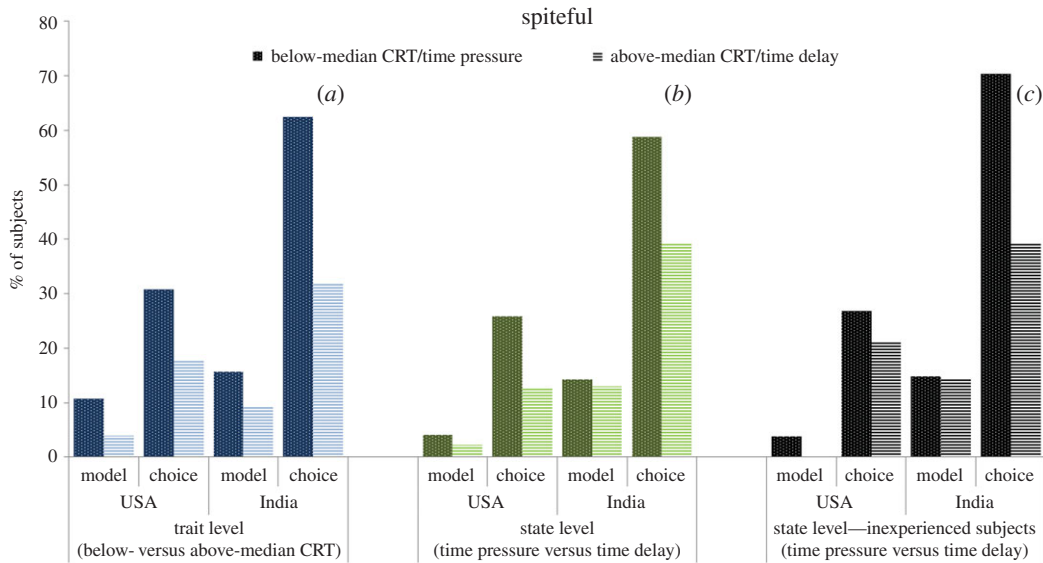 spiteful
below-median CRT/time pressure
above-median CRT/time delay
(a)
(b)
(c)
% of subjects
80
70
60
50
40
30
20
10
0
model choice model choice
USA India
trait level
(below- versus above-median CRT)
model choice model choice
USA India
state level
(time pressure versus time delay)
model choice model choice
USA India
state level—inexperienced subjects
(time pressure versus time delay)